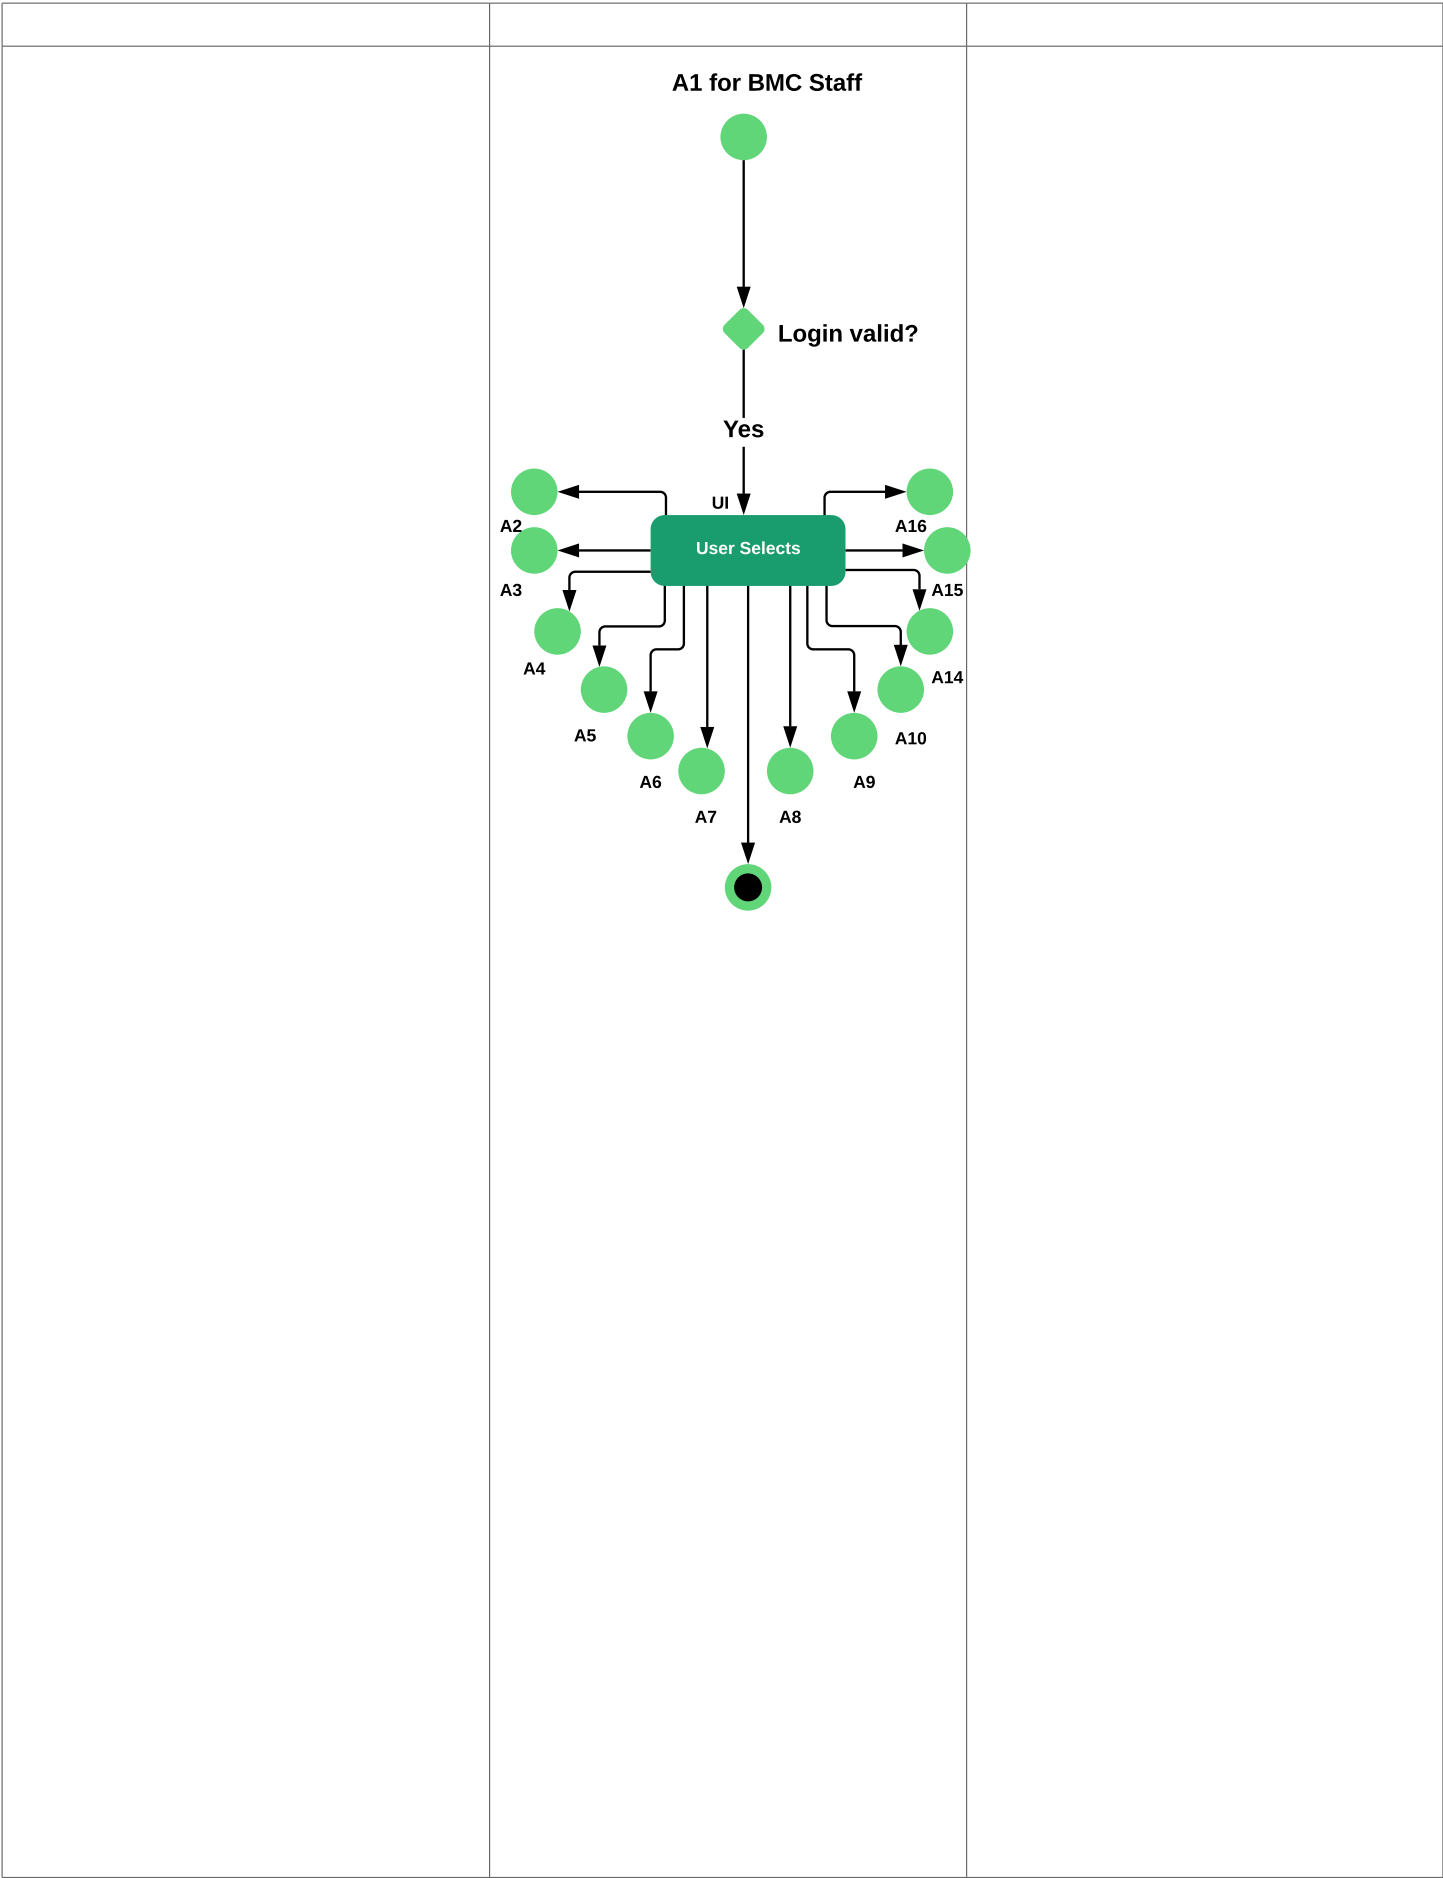 A1 for BMC Staff
Login valid?
Yes
UI
User Selects
A2
A16
A3
A15
A4
A14
A5
A10
A6
A9
A7
A8